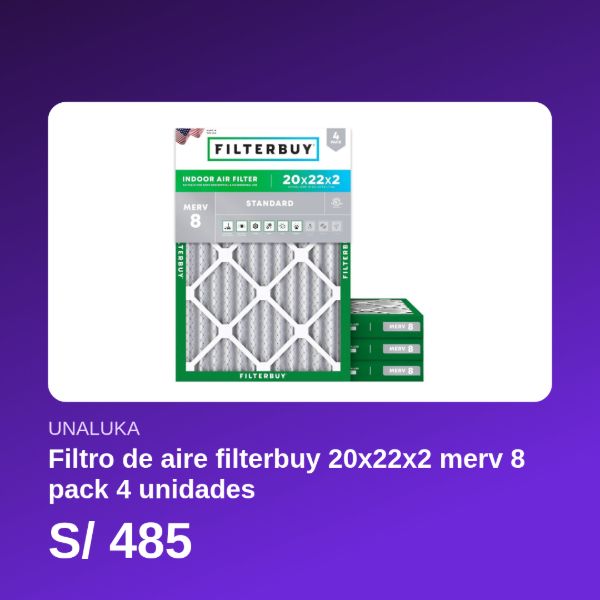 4
PACK
FILTERBUY
INDOOR AIR FILTER
20x22x2
MERV
8
STANDARD
FILTERBUY
FILTERBUY
FILTERBUY
MERV 8
MERV 8
MERV 8
UNALUKA
Filtro de aire filterbuy 20x22x2 merv 8
pack 4 unidades
S/ 485